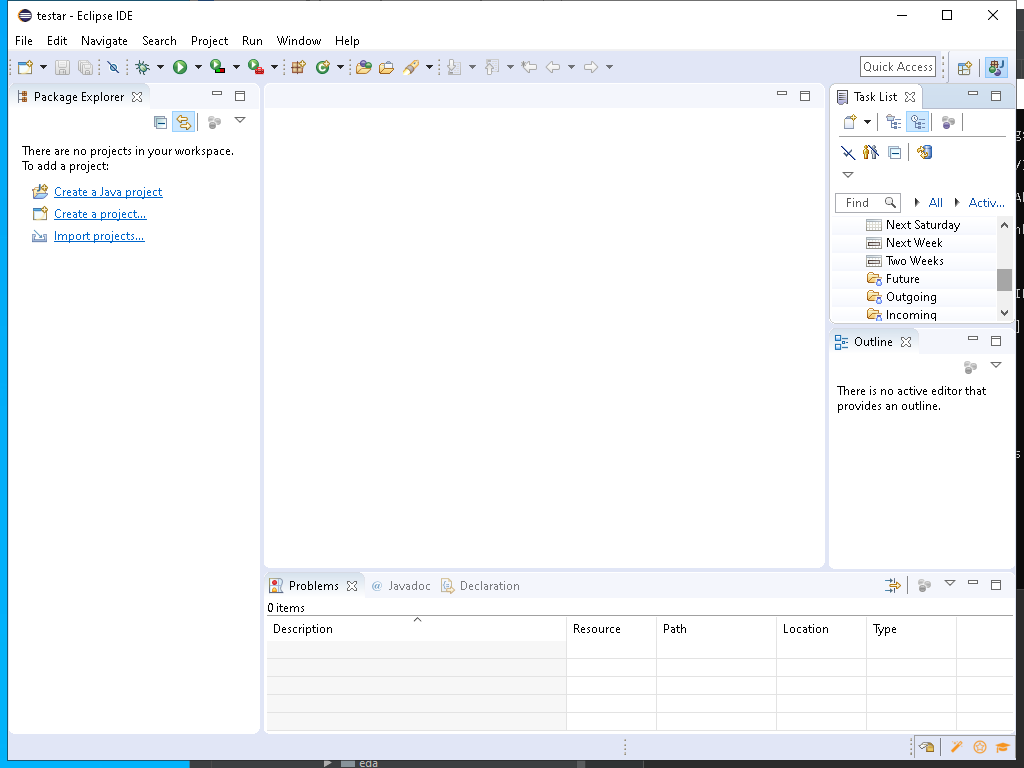 testar - Eclipse IDE
File Edit Navigate Search Project Run Window Help
Quick Access
Package Explorer
There are no projects in your workspace.
To add a project:
Create a Java project
Create a project...
Import projects...
Task List
Find
All
Activ...
Next Saturday
Next Week
Two Weeks
Future
Outgoing
Incoming
Outline
There is no active editor that
provides an outline.
Problems
@ Javadoc
Declaration
0 items
Description Resource Path Location Type
eda